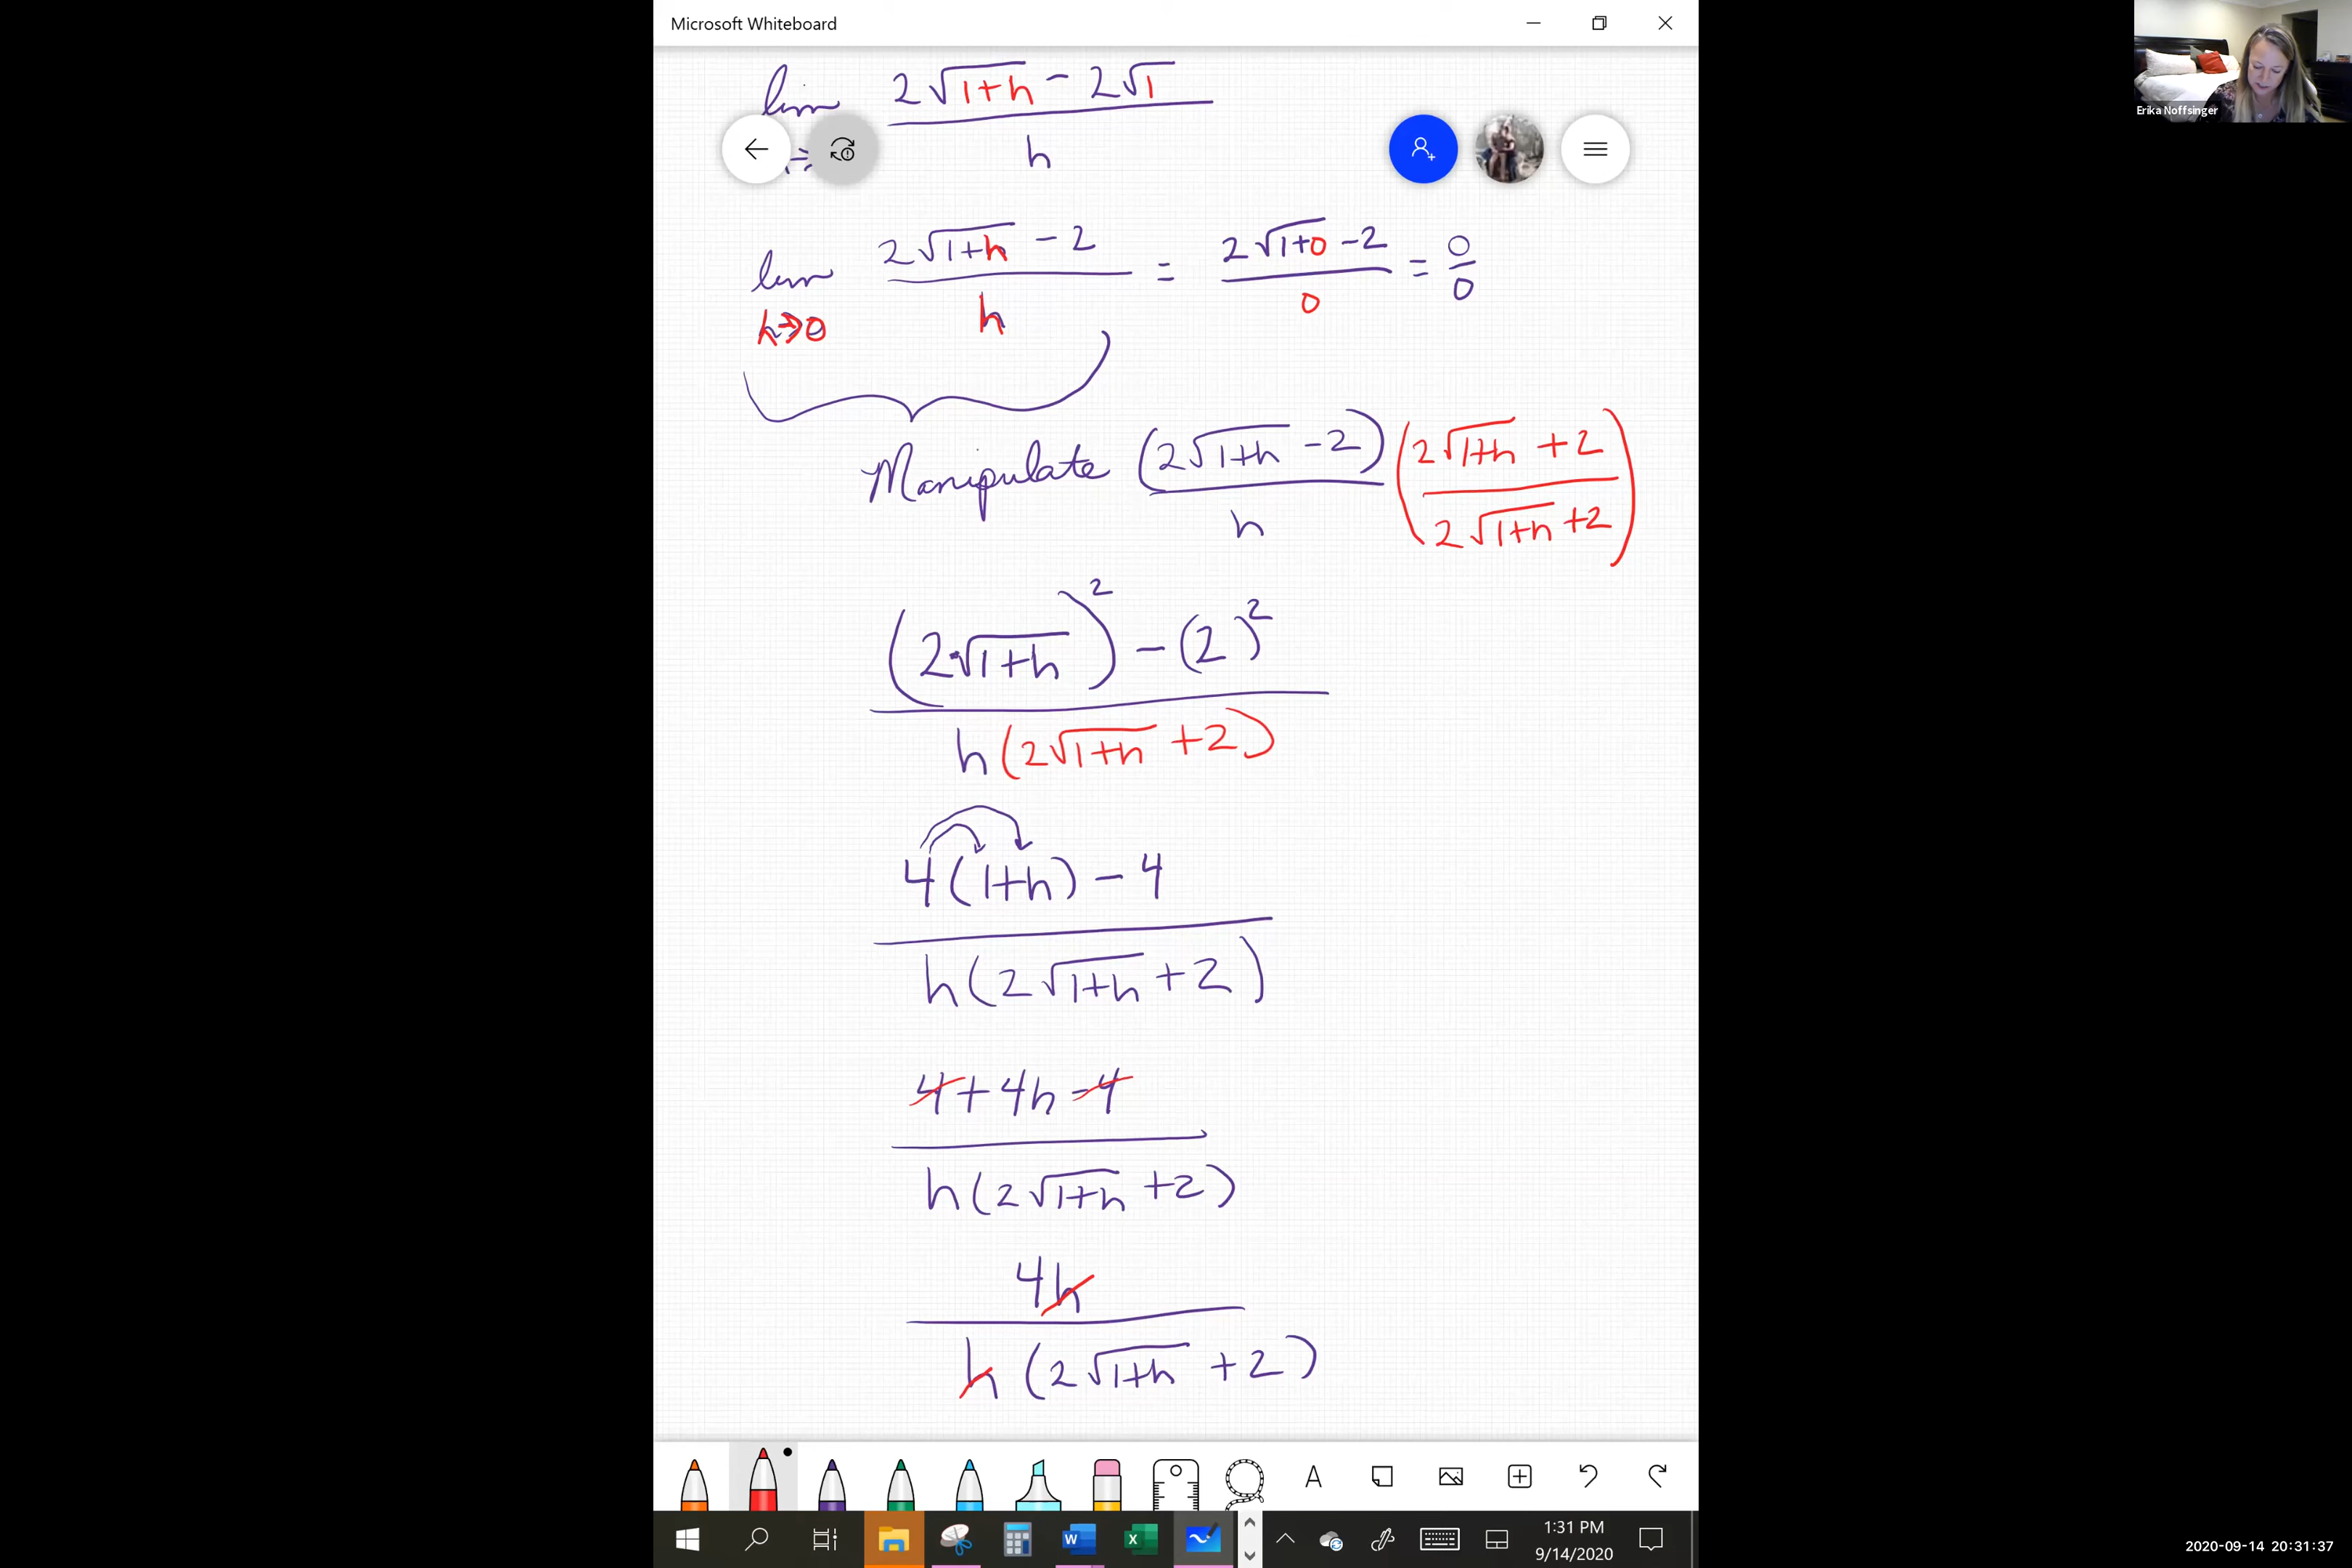 Microsoft Whiteboard
Erika Noffsinger
lim (2√(1+h) - 2√1)/h
lim h→0 (2√(1+h) - 2)/h = (2√(1+0) - 2)/0 = 0/0
Manipulate (2√(1+h) - 2)/h ((2√(1+h) + 2)/(2√(1+h) + 2))
((2·√(1+h))² - (2)²)/(h(2√(1+h) + 2))
(4(1+h) - 4)/(h(2√(1+h) + 2))
(4 + 4h - 4)/(h(2√(1+h) + 2))
4h/(h(2√(1+h) + 2))
A
W
X
1:31 PM
9/14/2020
2020-09-14 20:31:37